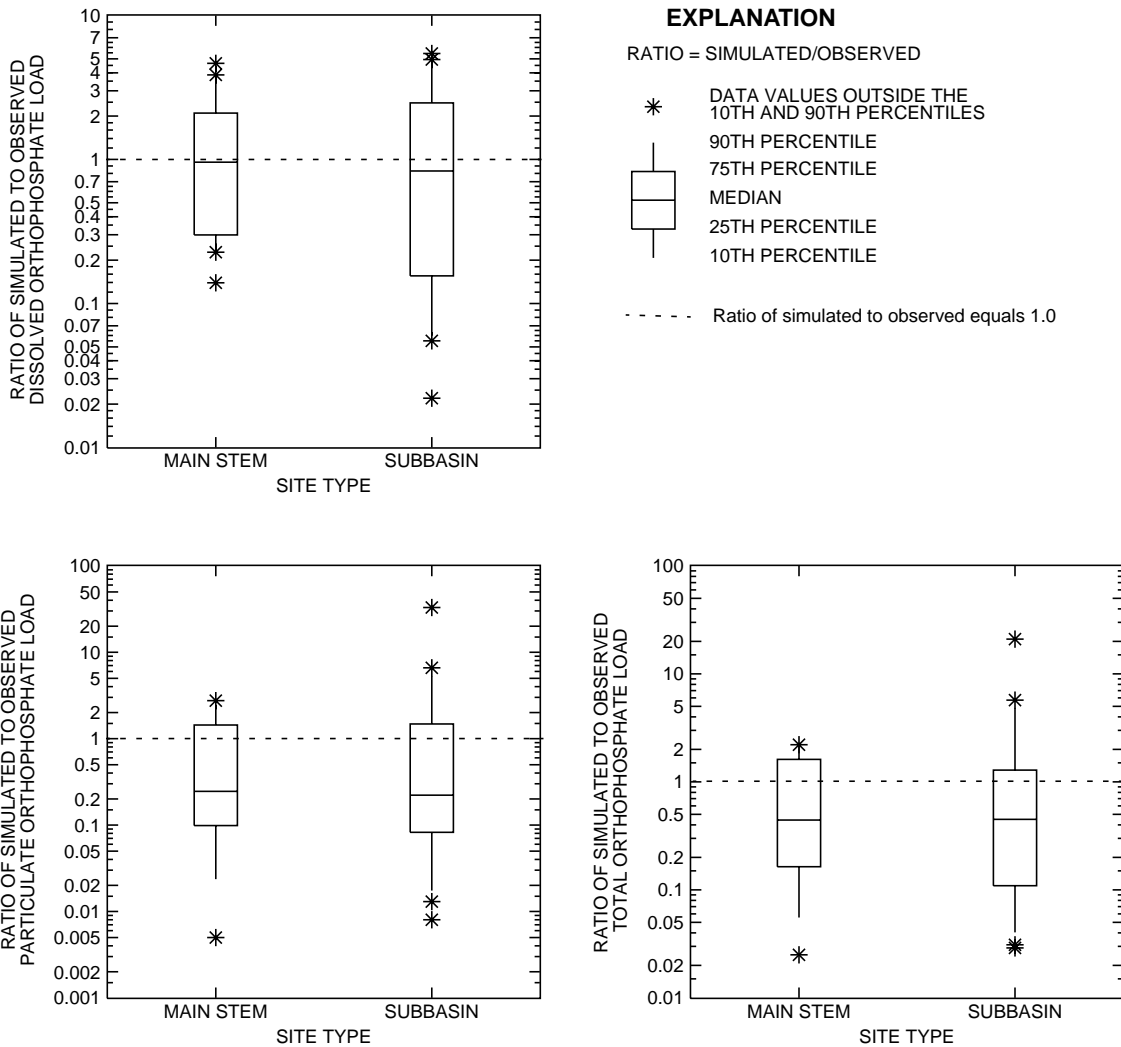 RATIO OF SIMULATED TO OBSERVED
DISSOLVED ORTHOPHOSPHATE LOAD
10
7
5
4
3
2
1
0.7
0.5
0.4
0.3
0.2
0.1
0.07
0.05
0.04
0.03
0.02
0.01
MAIN STEM
SUBBASIN
SITE TYPE
EXPLANATION
RATIO = SIMULATED/OBSERVED
DATA VALUES OUTSIDE THE
10TH AND 90TH PERCENTILES
90TH PERCENTILE
75TH PERCENTILE
MEDIAN
25TH PERCENTILE
10TH PERCENTILE
Ratio of simulated to observed equals 1.0
RATIO OF SIMULATED TO OBSERVED
PARTICULATE ORTHOPHOSPHATE LOAD
100
50
20
10
5
2
1
0.5
0.2
0.1
0.05
0.02
0.01
0.005
0.002
0.001
MAIN STEM
SUBBASIN
SITE TYPE
RATIO OF SIMULATED TO OBSERVED
TOTAL ORTHOPHOSPHATE LOAD
100
50
20
10
5
2
1
0.5
0.2
0.1
0.05
0.02
0.01
MAIN STEM
SUBBASIN
SITE TYPE